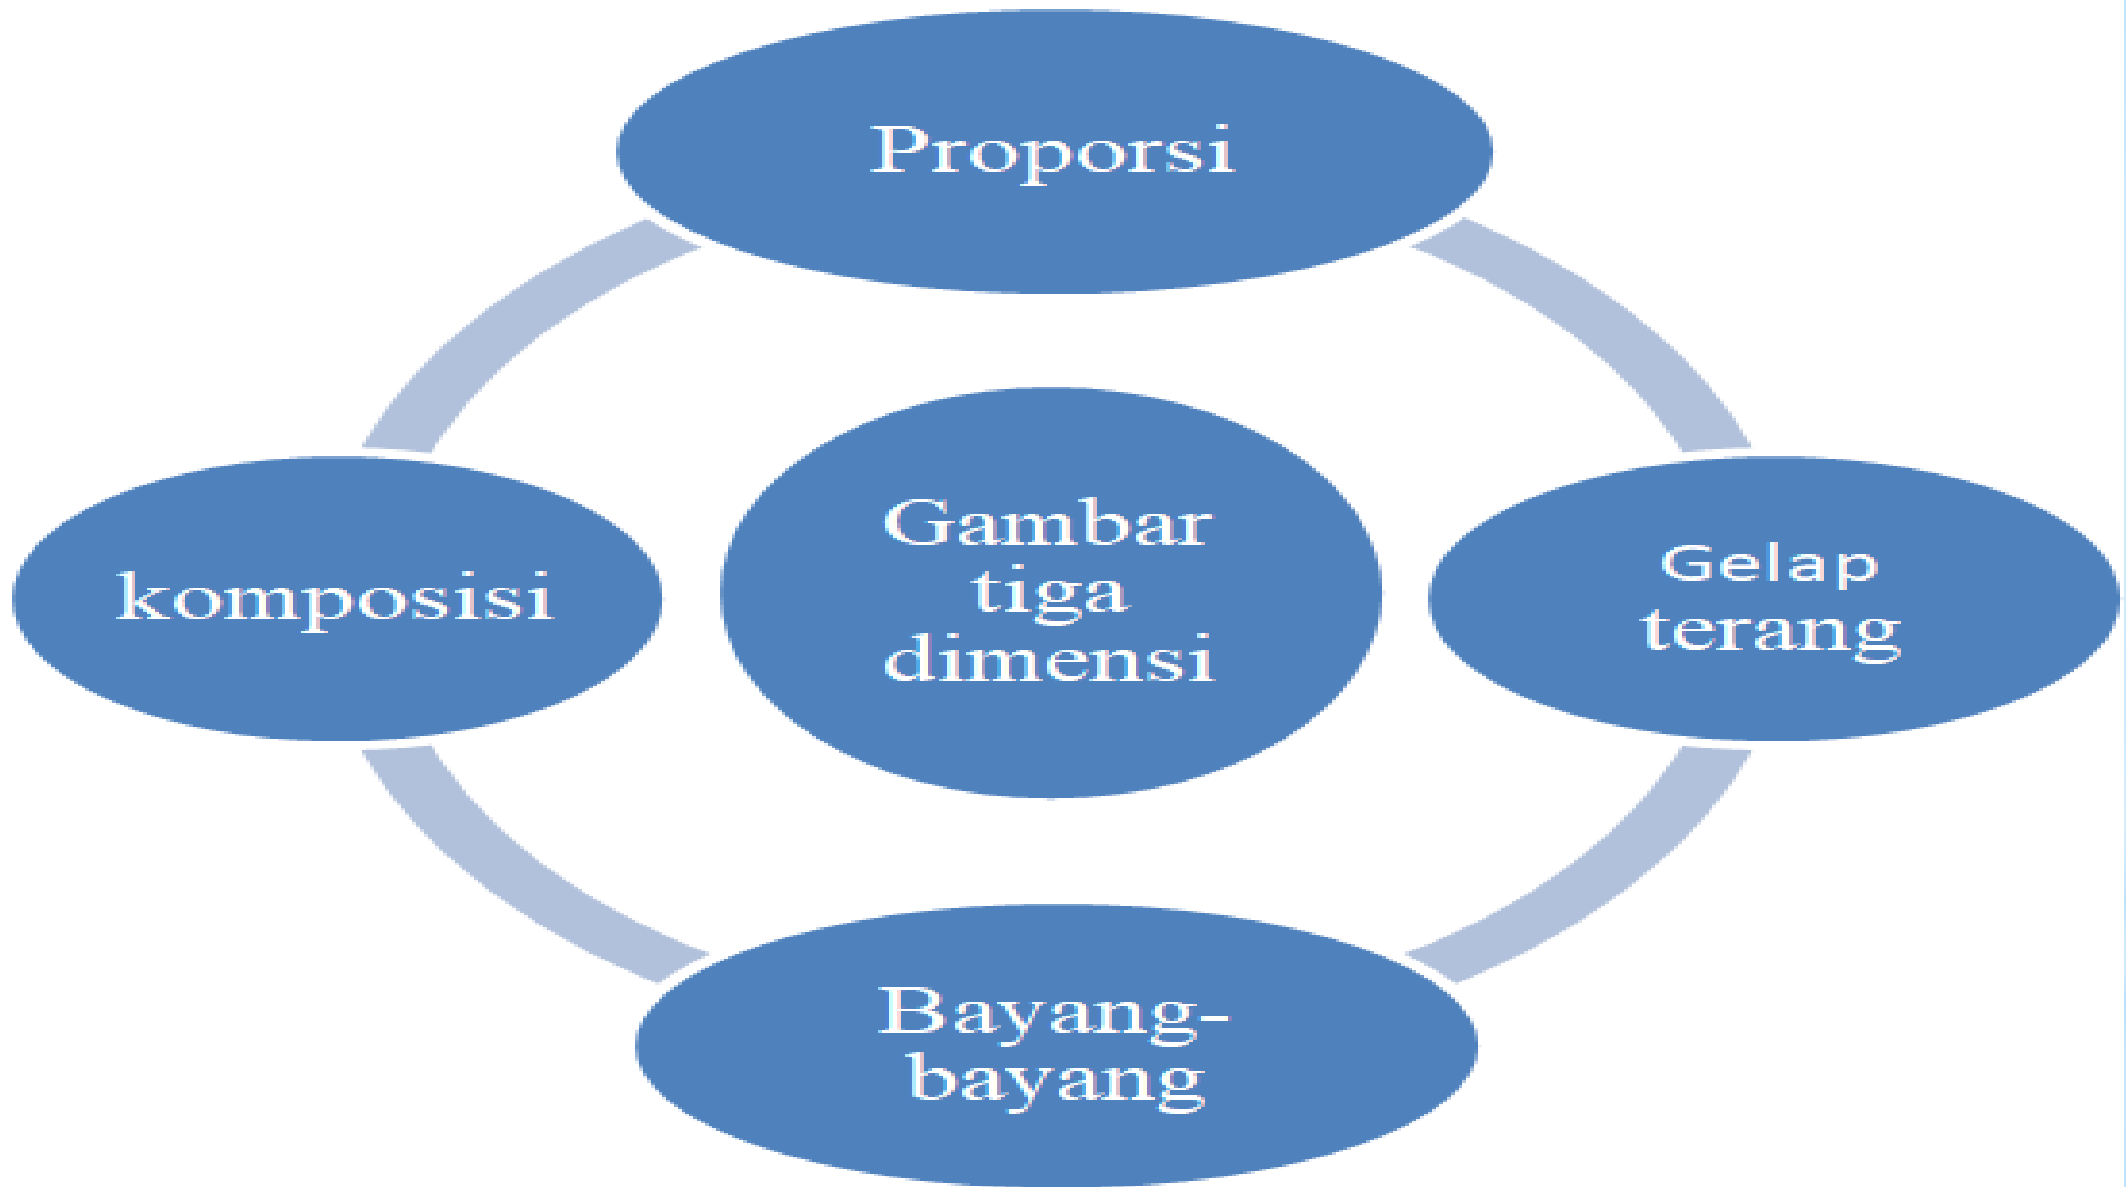 Proporsi
komposisi
Gambar
tiga
dimensi
Gelap
terang
Bayang-
bayang